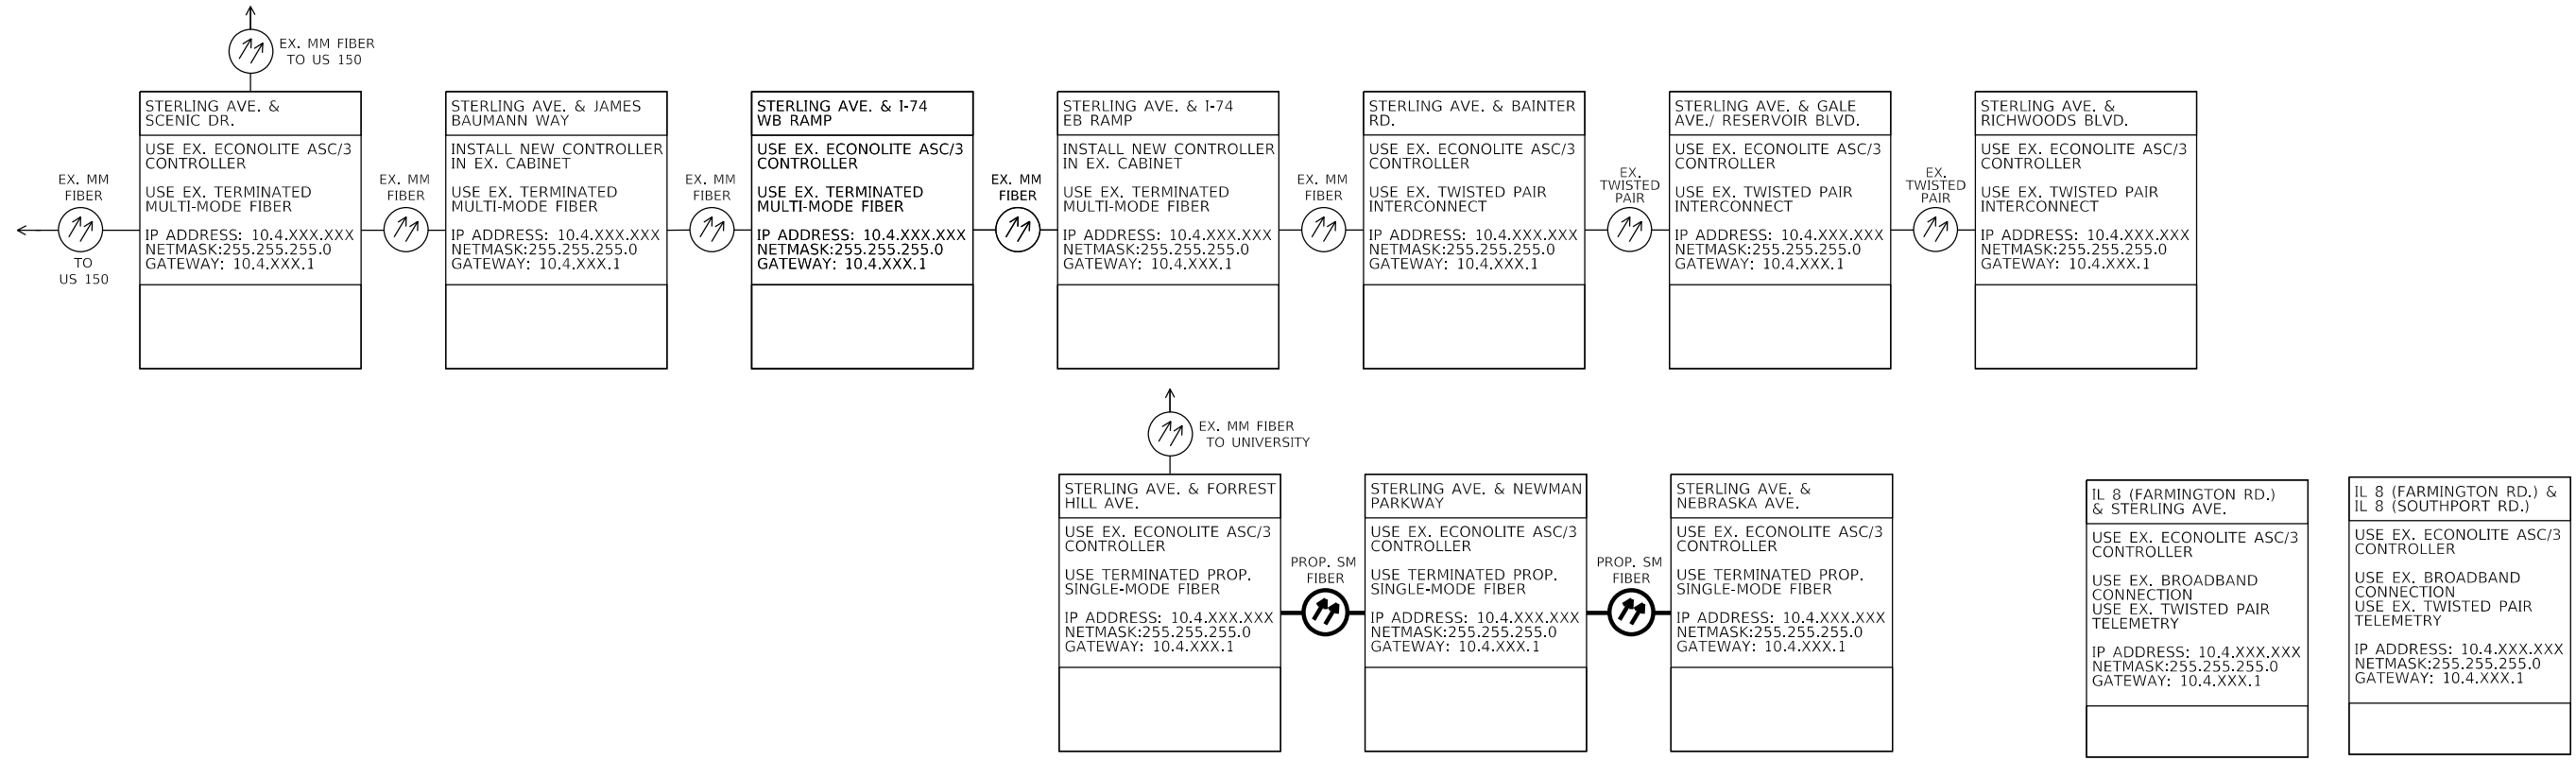 EX. MM FIBER
TO US 150
EX. MM
FIBER
TO
US 150
STERLING AVE. &
SCENIC DR.
USE EX. ECONOLITE ASC/3
CONTROLLER
USE EX. TERMINATED
MULTI-MODE FIBER
IP ADDRESS: 10.4.XXX.XXX
NETMASK:255.255.255.0
GATEWAY: 10.4.XXX.1
EX. MM
FIBER
STERLING AVE. & JAMES
BAUMANN WAY
INSTALL NEW CONTROLLER
IN EX. CABINET
USE EX. TERMINATED
MULTI-MODE FIBER
IP ADDRESS: 10.4.XXX.XXX
NETMASK:255.255.255.0
GATEWAY: 10.4.XXX.1
EX. MM
FIBER
STERLING AVE. & I-74
WB RAMP
USE EX. ECONOLITE ASC/3
CONTROLLER
USE EX. TERMINATED
MULTI-MODE FIBER
IP ADDRESS: 10.4.XXX.XXX
NETMASK:255.255.255.0
GATEWAY: 10.4.XXX.1
EX. MM
FIBER
STERLING AVE. & I-74
EB RAMP
INSTALL NEW CONTROLLER
IN EX. CABINET
USE EX. TERMINATED
MULTI-MODE FIBER
IP ADDRESS: 10.4.XXX.XXX
NETMASK:255.255.255.0
GATEWAY: 10.4.XXX.1
EX. MM
FIBER
STERLING AVE. & BAINTER
RD.
USE EX. ECONOLITE ASC/3
CONTROLLER
USE EX. TWISTED PAIR
INTERCONNECT
IP ADDRESS: 10.4.XXX.XXX
NETMASK:255.255.255.0
GATEWAY: 10.4.XXX.1
EX.
TWISTED
PAIR
STERLING AVE. & GALE
AVE./ RESERVOIR BLVD.
USE EX. ECONOLITE ASC/3
CONTROLLER
USE EX. TWISTED PAIR
INTERCONNECT
IP ADDRESS: 10.4.XXX.XXX
NETMASK:255.255.255.0
GATEWAY: 10.4.XXX.1
EX.
TWISTED
PAIR
STERLING AVE. &
RICHWOODS BLVD.
USE EX. ECONOLITE ASC/3
CONTROLLER
USE EX. TWISTED PAIR
INTERCONNECT
IP ADDRESS: 10.4.XXX.XXX
NETMASK:255.255.255.0
GATEWAY: 10.4.XXX.1
EX. MM FIBER
TO UNIVERSITY
STERLING AVE. & FORREST
HILL AVE.
USE EX. ECONOLITE ASC/3
CONTROLLER
USE TERMINATED PROP.
SINGLE-MODE FIBER
IP ADDRESS: 10.4.XXX.XXX
NETMASK:255.255.255.0
GATEWAY: 10.4.XXX.1
PROP. SM
FIBER
STERLING AVE. & NEWMAN
PARKWAY
USE EX. ECONOLITE ASC/3
CONTROLLER
USE TERMINATED PROP.
SINGLE-MODE FIBER
IP ADDRESS: 10.4.XXX.XXX
NETMASK:255.255.255.0
GATEWAY: 10.4.XXX.1
PROP. SM
FIBER
STERLING AVE. &
NEBRASKA AVE.
USE EX. ECONOLITE ASC/3
CONTROLLER
USE TERMINATED PROP.
SINGLE-MODE FIBER
IP ADDRESS: 10.4.XXX.XXX
NETMASK:255.255.255.0
GATEWAY: 10.4.XXX.1
IL 8 (FARMINGTON RD.)
& STERLING AVE.
USE EX. ECONOLITE ASC/3
CONTROLLER
USE EX. BROADBAND
CONNECTION
USE EX. TWISTED PAIR
TELEMETRY
IP ADDRESS: 10.4.XXX.XXX
NETMASK:255.255.255.0
GATEWAY: 10.4.XXX.1
IL 8 (FARMINGTON RD.) &
IL 8 (SOUTHPORT RD.)
USE EX. ECONOLITE ASC/3
CONTROLLER
USE EX. BROADBAND
CONNECTION
USE EX. TWISTED PAIR
TELEMETRY
IP ADDRESS: 10.4.XXX.XXX
NETMASK:255.255.255.0
GATEWAY: 10.4.XXX.1